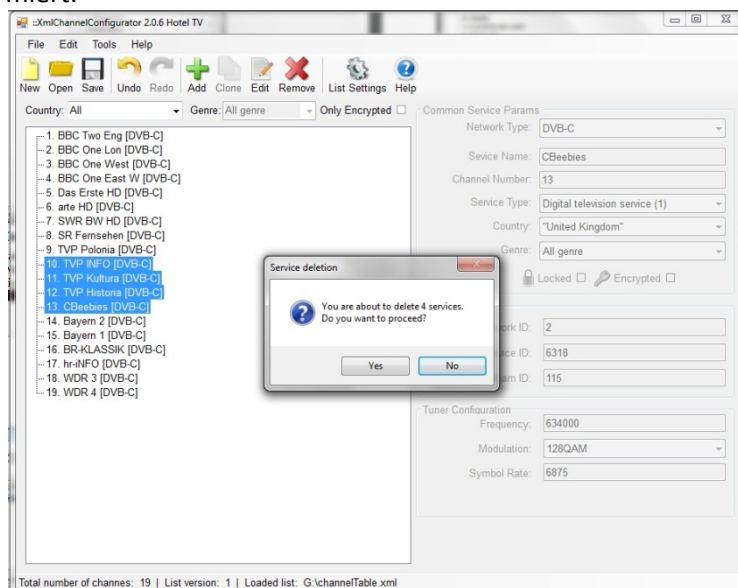 miert.
::XmlChannelConfigurator 2.0.6 Hotel TV
File Edit Tools Help
New Open Save Undo Redo Add Clone Edit Remove List Settings Help
Country: All Genre: All genre Only Encrypted
1. BBC Two Eng [DVB-C]
2. BBC One Lon [DVB-C]
3. BBC One West [DVB-C]
4. BBC One East W [DVB-C]
5. Das Erste HD [DVB-C]
6. arte HD [DVB-C]
7. SWR BW HD [DVB-C]
8. SR Fernsehen [DVB-C]
9. TVP Polonia [DVB-C]
10. TVP INFO [DVB-C]
11. TVP Kultura [DVB-C]
12. TVP Historia [DVB-C]
13. CBeebies [DVB-C]
14. Bayern 2 [DVB-C]
15. Bayern 1 [DVB-C]
16. BR-KLASSIK [DVB-C]
17. hr-iNFO [DVB-C]
18. WDR 3 [DVB-C]
19. WDR 4 [DVB-C]
Service deletion
You are about to delete 4 services.
Do you want to proceed?
Yes No
Common Service Params
Network Type: DVB-C
Sevice Name: CBeebies
Channel Number: 13
Service Type: Digital television service (1)
Country: "United Kingdom"
Genre: All genre
Locked Encrypted
ork ID: 2
ice ID: 6318
am ID: 115
Tuner Configuration
Frequency: 634000
Modulation: 128QAM
Symbol Rate: 6875
Total number of channes: 19 | List version: 1 | Loaded list: G:\channelTable.xml